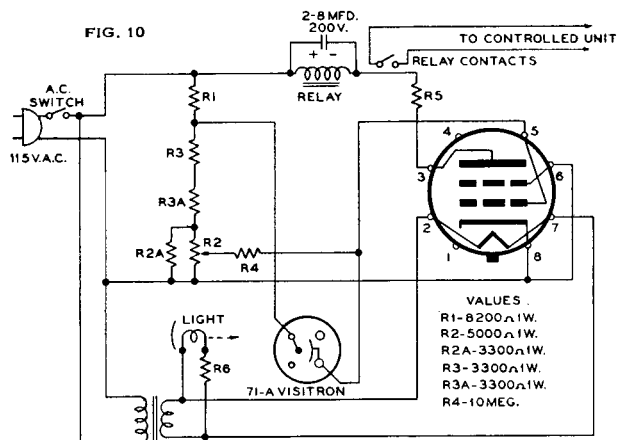 FIG. 10
2-8 MFD.
200V.
+ -
TO CONTROLLED UNIT
RELAY CONTACTS
RELAY
A.C.
SWITCH
115V.A.C.
R1
R5
R3
R3A
R2A
R2
R4
4
5
3
6
2
7
1
8
LIGHT
R6
71-A VISITRON
VALUES.
R1-8200Ω1W.
R2-5000Ω1W.
R2A-3300Ω1W.
R3-3300Ω1W.
R3A-3300Ω1W.
R4-10MEG.